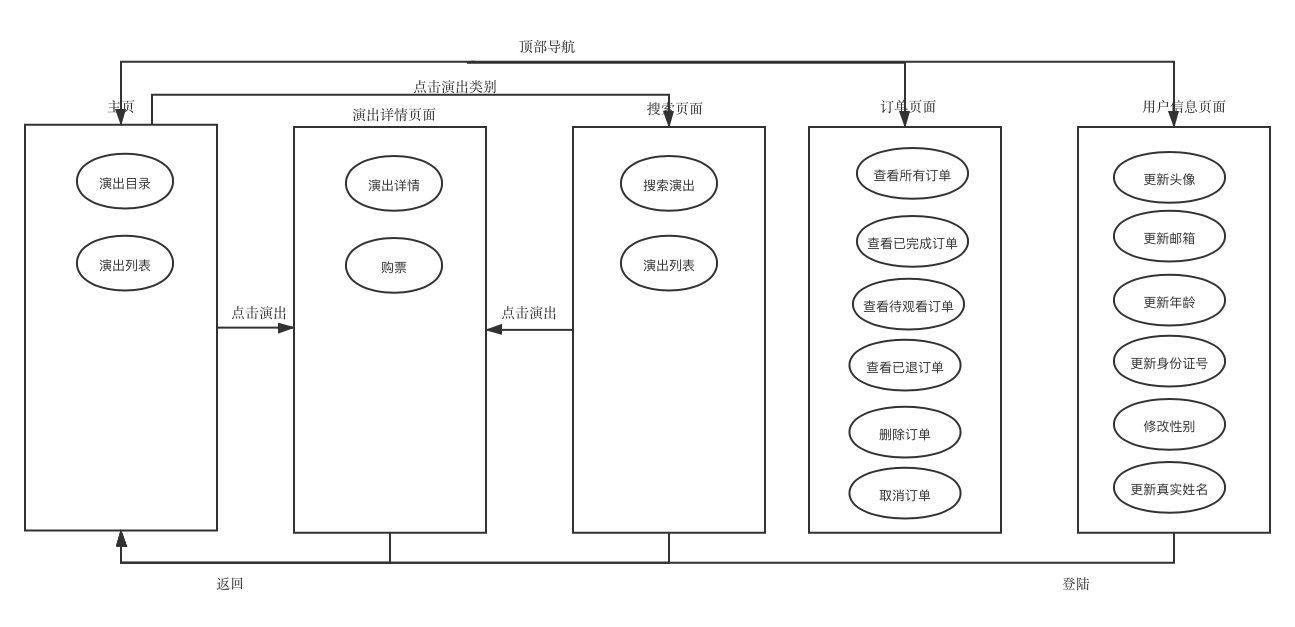 顶部导航
点击演出类别
主页
演出详情页面
搜索页面
订单页面
用户信息页面
演出目录
演出列表
点击演出
演出详情
购票
点击演出
搜索演出
演出列表
查看所有订单
查看已完成订单
查看待观看订单
查看已退订单
删除订单
取消订单
更新头像
更新邮箱
更新年龄
更新身份证号
修改性别
更新真实姓名
返回
登陆